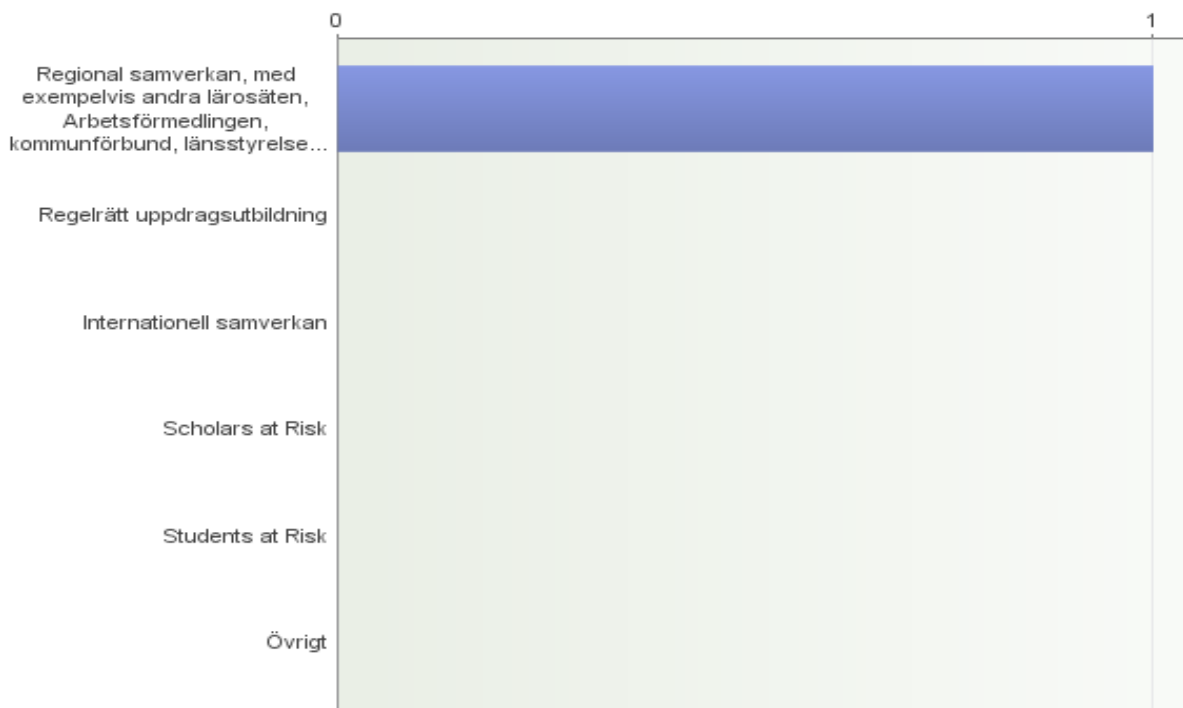 0 1
Regional samverkan, med
exempelvis andra lärosäten,
Arbetsförmedlingen,
kommunförbund, länsstyrelse...
Regelrätt uppdragsutbildning
Internationell samverkan
Scholars at Risk
Students at Risk
Övrigt